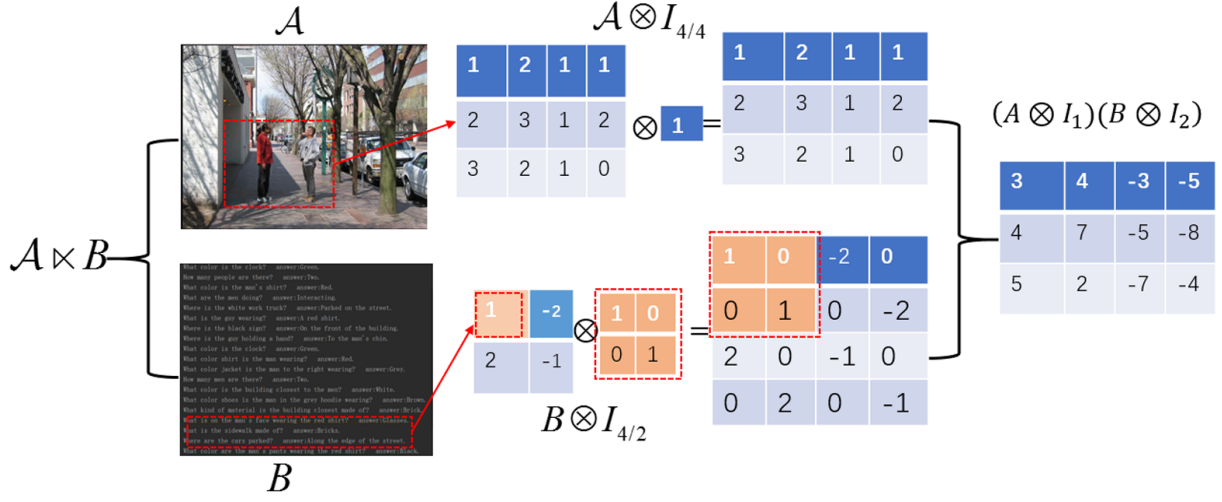 𝒜
𝒜 ⊗ I_{4/4}
1 2 1 1
2 3 1 2
3 2 1 0
⊗ 1 =
1 2 1 1
2 3 1 2
3 2 1 0
(A ⊗ I_1)(B ⊗ I_2)
3 4 -3 -5
4 7 -5 -8
5 2 -7 -4
𝒜 ⋉ B
What color is the clock? answer:Green.
How many people are there? answer:Two.
What color is the man's shirt? answer:Red.
What are the men doing? answer:Interacting.
Where is the white work truck? answer:Parked on the street.
What is the guy wearing? answer:A red shirt.
Where is the black sign? answer:On the front of the building.
Where is the guy holding a hand? answer:To the man's chin.
What color is the clock? answer:Green.
What color shirt is the man wearing? answer:Red.
What color jacket is the man to the right wearing? answer:Grey.
How many men are there? answer:Two.
What color is the building closest to the men? answer:White.
What color shoes is the man in the grey hoodie wearing? answer:Brown.
What kind of material is the building closest made of? answer:Brick.
What is on the man's face wearing the red shirt? answer:Glasses.
What is the sidewalk made of? answer:Bricks.
Where are the cars parked? answer:Along the edge of the street.
What color are the man's pants wearing the red shirt? answer:Black.
B
1 -2
2 -1
⊗
1 0
0 1
=
1 0 -2 0
0 1 0 -2
2 0 -1 0
0 2 0 -1
B ⊗ I_{4/2}